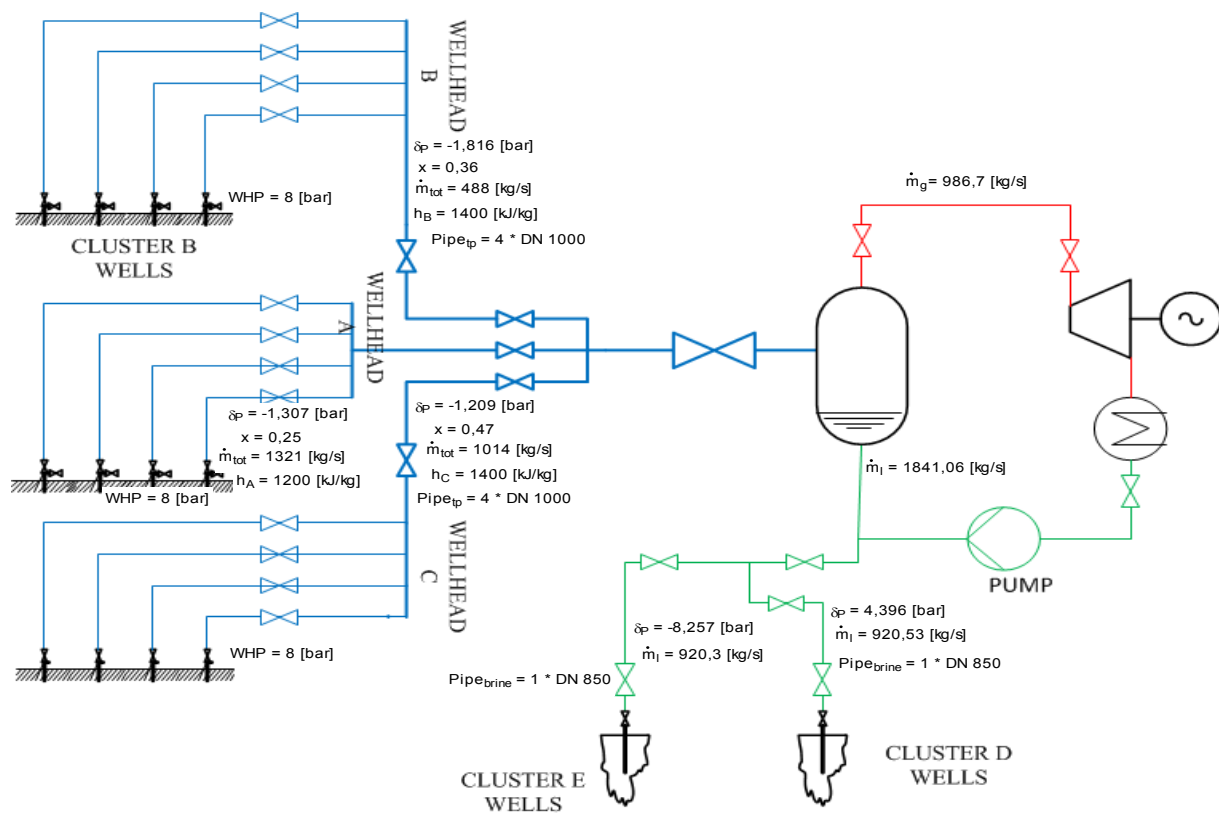 WELLHEAD
B
δP = -1,816 [bar]
x = 0,36
ṁtot = 488 [kg/s]
hB = 1400 [kJ/kg]
Pipetp = 4 * DN 1000
WHP = 8 [bar]
CLUSTER B
WELLS
ṁg= 986,7 [kg/s]
WELLHEAD
A
δP = -1,307 [bar]
x = 0,25
ṁtot = 1321 [kg/s]
hA = 1200 [kJ/kg]
WHP = 8 [bar]
δP = -1,209 [bar]
x = 0,47
ṁtot = 1014 [kg/s]
hC = 1400 [kJ/kg]
Pipetp = 4 * DN 1000
WELLHEAD
C
WHP = 8 [bar]
ṁl = 1841,06 [kg/s]
PUMP
δP = -8,257 [bar]
ṁl = 920,3 [kg/s]
Pipebrine = 1 * DN 850
δP = 4,396 [bar]
ṁl = 920,53 [kg/s]
Pipebrine = 1 * DN 850
CLUSTER E
WELLS
CLUSTER D
WELLS